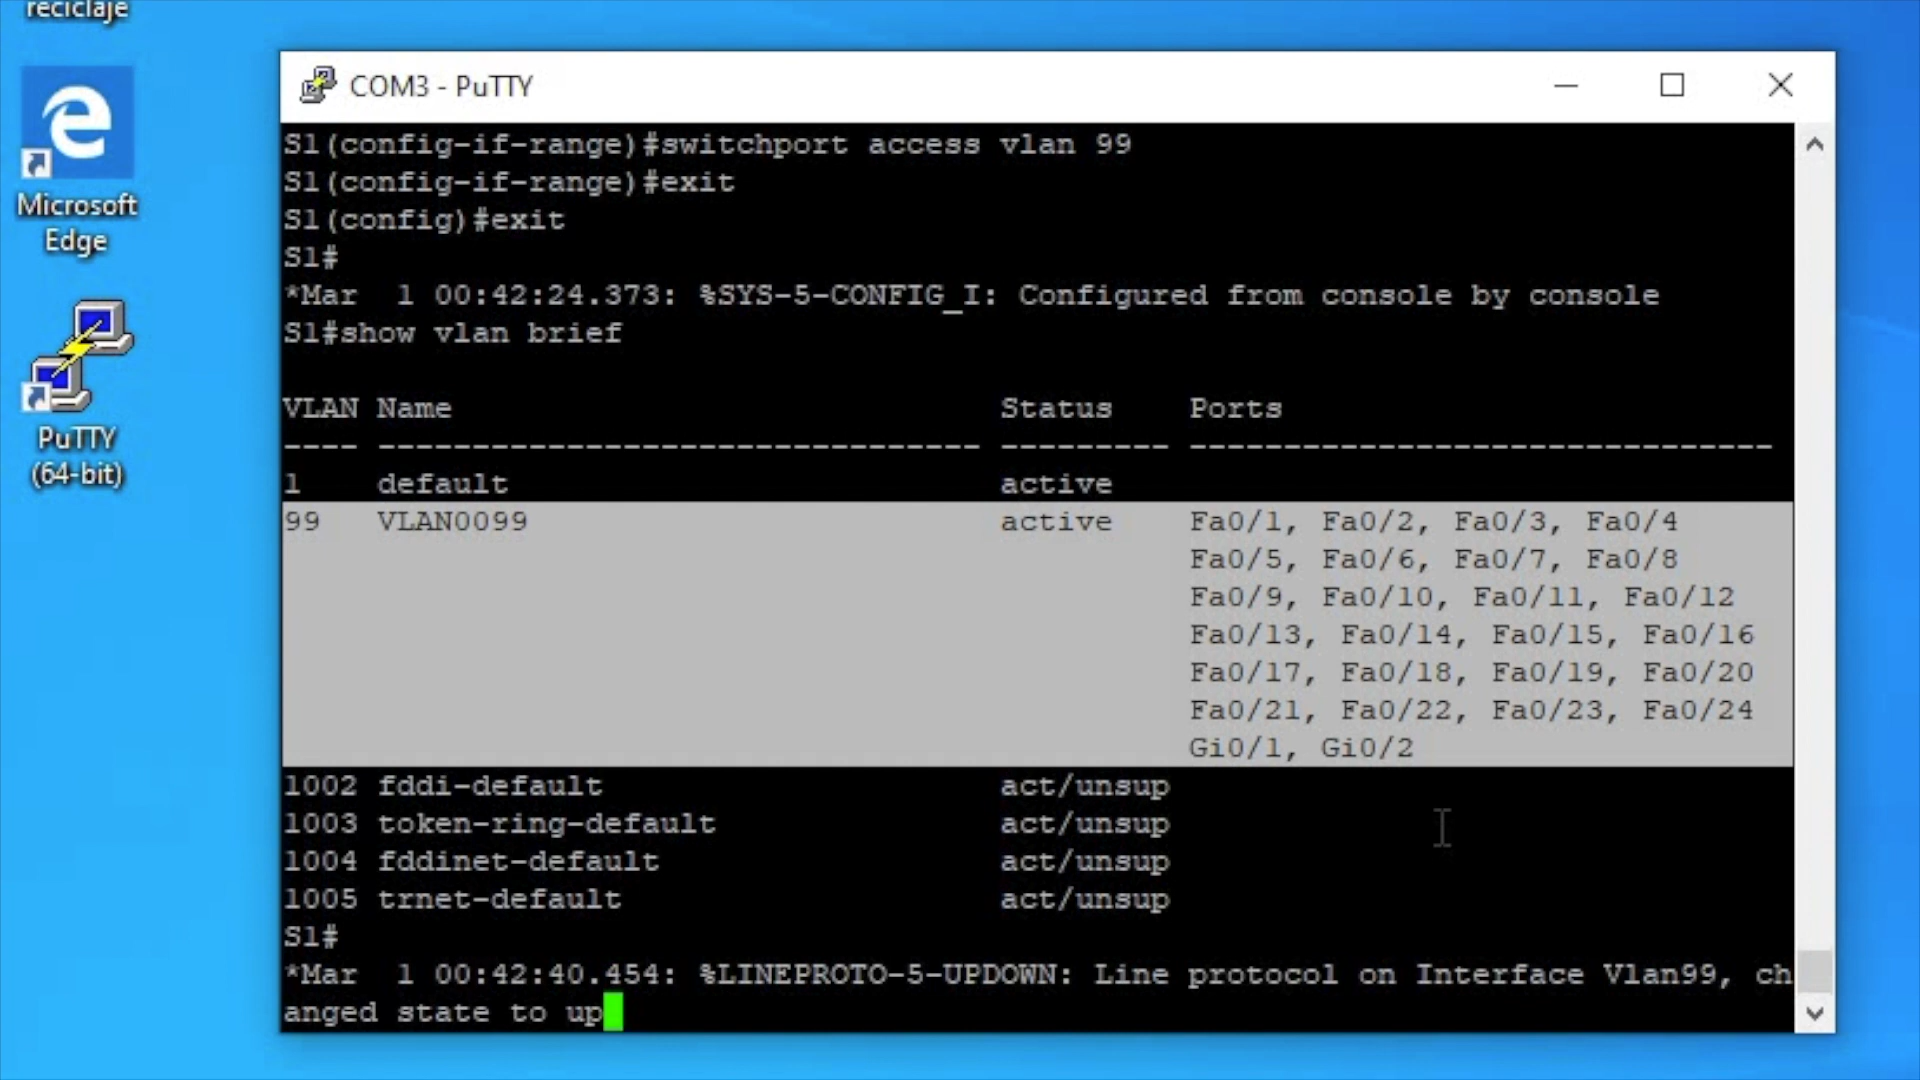 reciclaje
Microsoft
Edge
PuTTY
(64-bit)
COM3 - PuTTY
S1(config-if-range)#switchport access vlan 99
S1(config-if-range)#exit
S1(config)#exit
S1#
*Mar  1 00:42:24.373: %SYS-5-CONFIG_I: Configured from console by console
S1#show vlan brief
VLAN Name                             Status    Ports
---- -------------------------------- --------- -------------------------------
1    default                          active
99   VLAN0099                         active    Fa0/1, Fa0/2, Fa0/3, Fa0/4
                                                Fa0/5, Fa0/6, Fa0/7, Fa0/8
                                                Fa0/9, Fa0/10, Fa0/11, Fa0/12
                                                Fa0/13, Fa0/14, Fa0/15, Fa0/16
                                                Fa0/17, Fa0/18, Fa0/19, Fa0/20
                                                Fa0/21, Fa0/22, Fa0/23, Fa0/24
                                                Gi0/1, Gi0/2
1002 fddi-default                     act/unsup
1003 token-ring-default               act/unsup
1004 fddinet-default                  act/unsup
1005 trnet-default                    act/unsup
S1#
*Mar  1 00:42:40.454: %LINEPROTO-5-UPDOWN: Line protocol on Interface Vlan99, ch
anged state to up